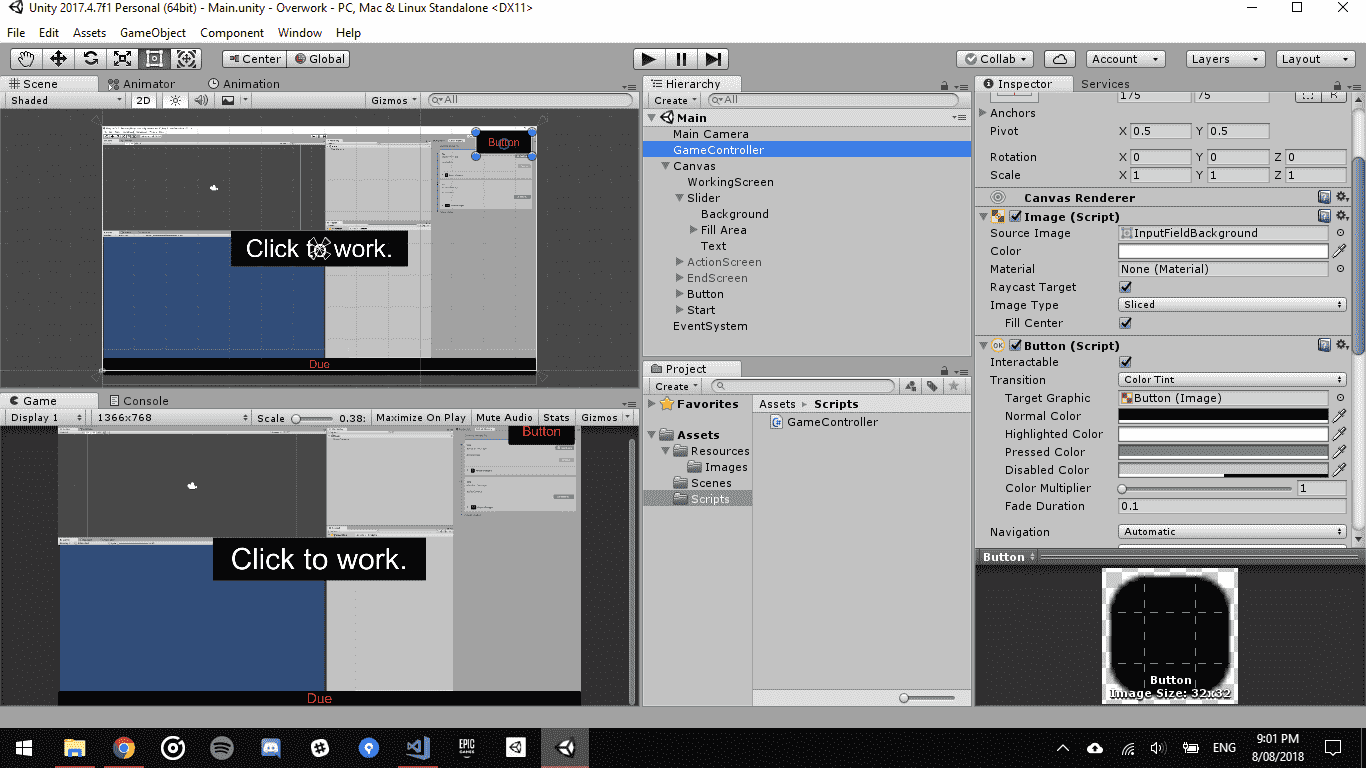 Unity 2017.4.7f1 Personal (64bit) - Main.unity - Overwork - PC, Mac & Linux Standalone <DX11>
File Edit Assets GameObject Component Window Help
Center Global
Collab Account Layers Layout
Scene Animator Animation
Shaded 2D Gizmos All
Button
Click to work.
Due
Game Console
Display 1 1366x768 Scale 0.38: Maximize On Play Mute Audio Stats Gizmos
Button
Click to work.
Due
Hierarchy
Create All
Main
Main Camera
GameController
Canvas
WorkingScreen
Slider
Background
Fill Area
Text
ActionScreen
EndScreen
Button
Start
EventSystem
Project
Create
Favorites
Assets
Resources
Images
Scenes
Scripts
Assets Scripts
GameController
Inspector Services
175 75 R
Anchors
Pivot X 0.5 Y 0.5
Rotation X 0 Y 0 Z 0
Scale X 1 Y 1 Z 1
Canvas Renderer
Image (Script)
Source Image InputFieldBackground
Color
Material None (Material)
Raycast Target
Image Type Sliced
Fill Center
OK Button (Script)
Interactable
Transition Color Tint
Target Graphic Button (Image)
Normal Color
Highlighted Color
Pressed Color
Disabled Color
Color Multiplier 1
Fade Duration 0.1
Navigation Automatic
Button
Button
Image Size: 32x32
EPIC
GAMES
ENG
9:01 PM
8/08/2018